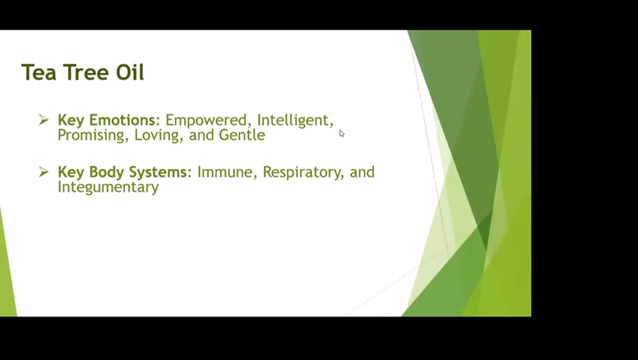 Tea Tree Oil
➢ Key Emotions: Empowered, Intelligent,
Promising, Loving, and Gentle
➢ Key Body Systems: Immune, Respiratory, and
Integumentary